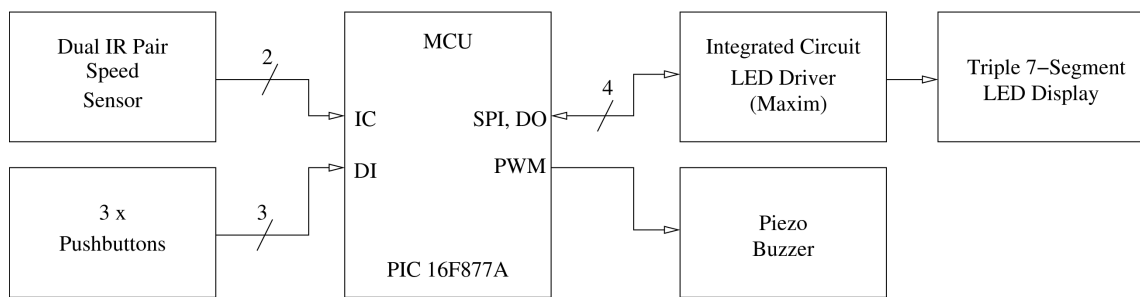 Dual IR Pair
Speed
Sensor
2
3 x
Pushbuttons
3
MCU
IC
DI
SPI, DO
PWM
PIC 16F877A
4
Integrated Circuit
LED Driver
(Maxim)
Triple 7−Segment
LED Display
Piezo
Buzzer